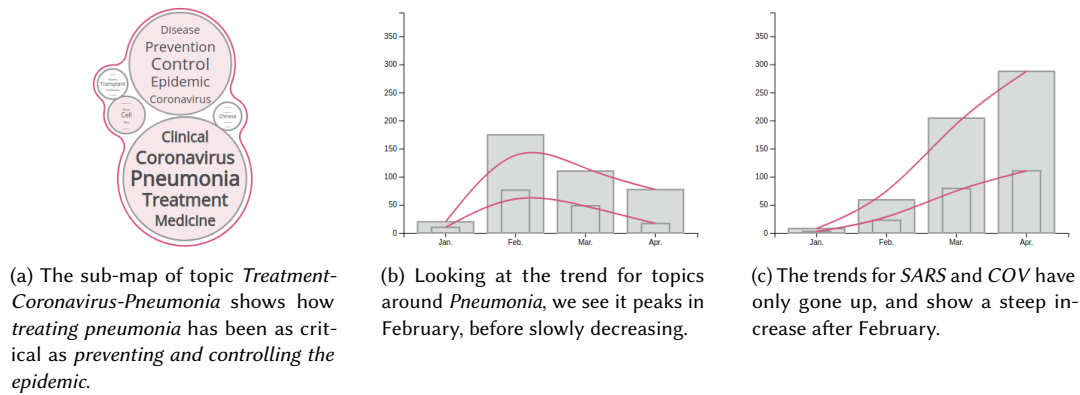 Disease
Prevention
Control
Epidemic
Coronavirus
Transplant
Cell
Chinese
Clinical
Coronavirus
Pneumonia
Treatment
Medicine
350
300
250
200
150
100
50
0
Jan.
Feb.
Mar.
Apr.
350
300
250
200
150
100
50
0
Jan.
Feb.
Mar.
Apr.
(a) The sub-map of topic Treatment-
Coronavirus-Pneumonia shows how
treating pneumonia has been as crit-
ical as preventing and controlling the
epidemic.
(b) Looking at the trend for topics
around Pneumonia, we see it peaks in
February, before slowly decreasing.
(c) The trends for SARS and COV have
only gone up, and show a steep in-
crease after February.